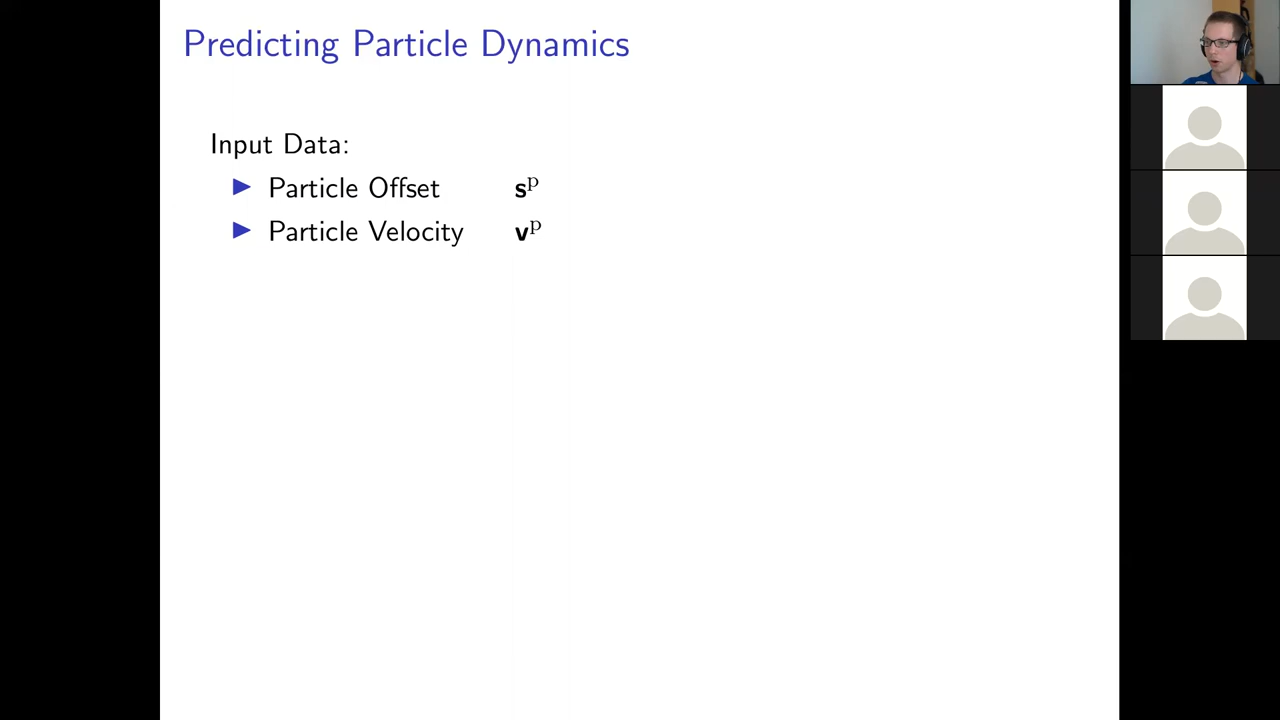 Predicting Particle Dynamics
Input Data:
▶ Particle Offset s^p
▶ Particle Velocity v^p